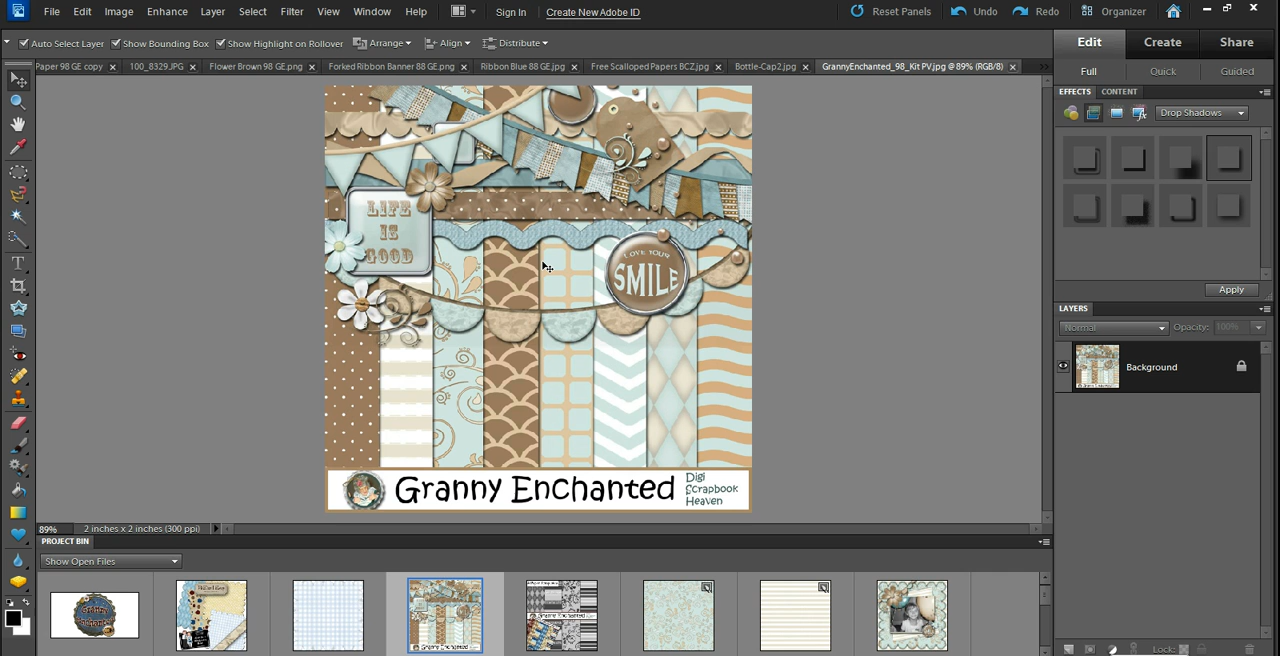 File Edit Image Enhance Layer Select Filter View Window Help Sign In Create New Adobe ID Reset Panels Undo Redo Organizer
Auto Select Layer Show Bounding Box Show Highlight on Rollover Arrange Align Distribute
Edit Create Share
Paper 98 GE copy 100_8329.JPG Flower Brown 98 GE.png Forked Ribbon Banner 88 GE.png Ribbon Blue 88 GE.jpg Free Scalloped Papers BCZ.jpg Bottle-Cap2.jpg GrannyEnchanted_98_Kit PV.jpg @ 89% (RGB/8)
Full Quick Guided
EFFECTS CONTENT
Drop Shadows
Apply
LAYERS
Normal Opacity: 100%
Background
Lock:
LIFE
IS
GOOD
LOVE YOUR
SMILE
Granny Enchanted
Digi
Scrapbook
Heaven
89% 2 inches x 2 inches (300 ppi)
PROJECT BIN
Show Open Files
Granny
Enchanted